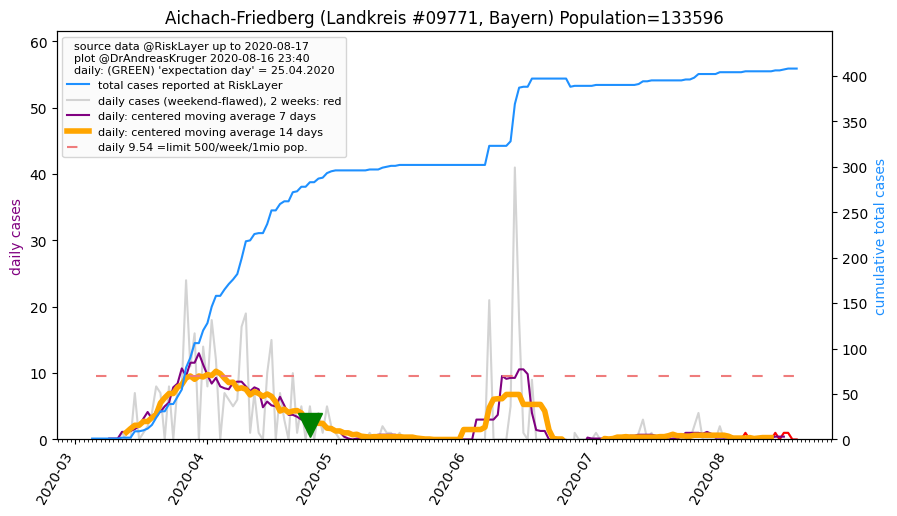 Aichach-Friedberg (Landkreis #09771, Bayern) Population=133596
source data @RiskLayer up to 2020-08-17
plot @DrAndreasKruger 2020-08-16 23:40
daily: (GREEN) 'expectation day' = 25.04.2020
total cases reported at RiskLayer
daily cases (weekend-flawed), 2 weeks: red
daily: centered moving average 7 days
daily: centered moving average 14 days
daily 9.54 =limit 500/week/1mio pop.
daily cases
60
50
40
30
20
10
0
cumulative total cases
400
350
300
250
200
150
100
50
0
2020-03
2020-04
2020-05
2020-06
2020-07
2020-08